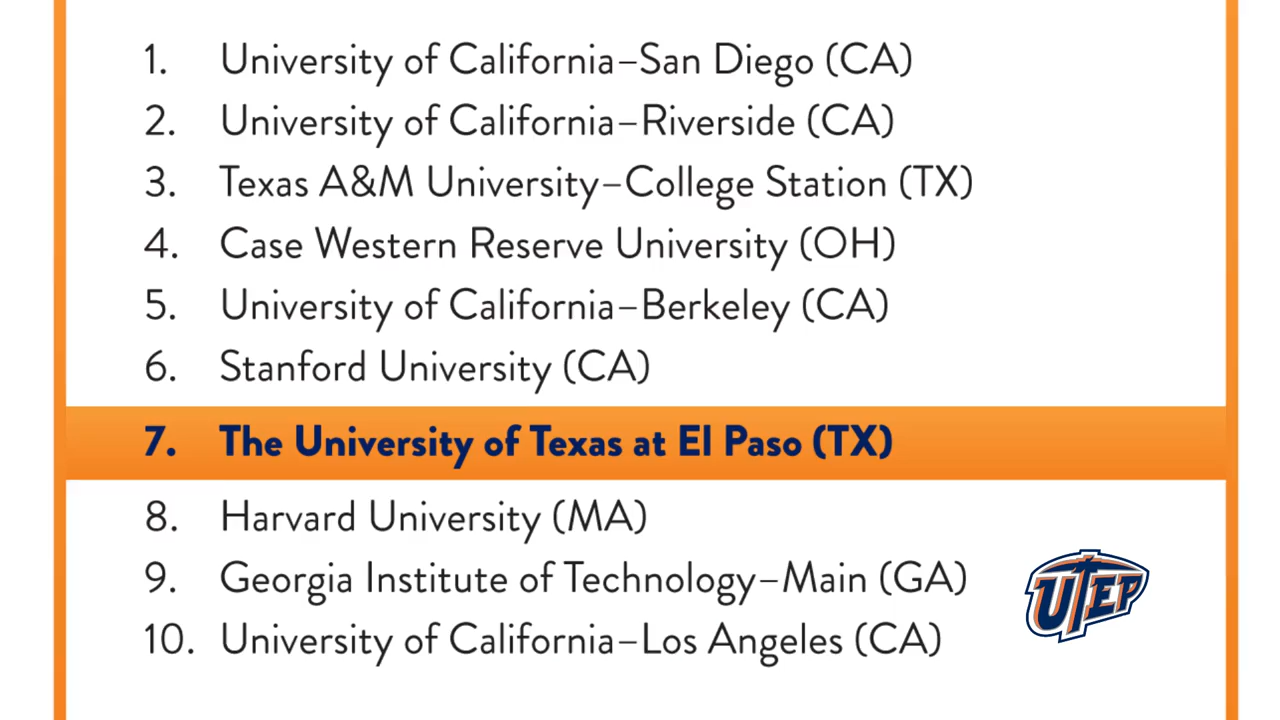 1. University of California–San Diego (CA)
2. University of California–Riverside (CA)
3. Texas A&M University–College Station (TX)
4. Case Western Reserve University (OH)
5. University of California–Berkeley (CA)
6. Stanford University (CA)
7. The University of Texas at El Paso (TX)
8. Harvard University (MA)
9. Georgia Institute of Technology–Main (GA)
10. University of California–Los Angeles (CA)
UTEP